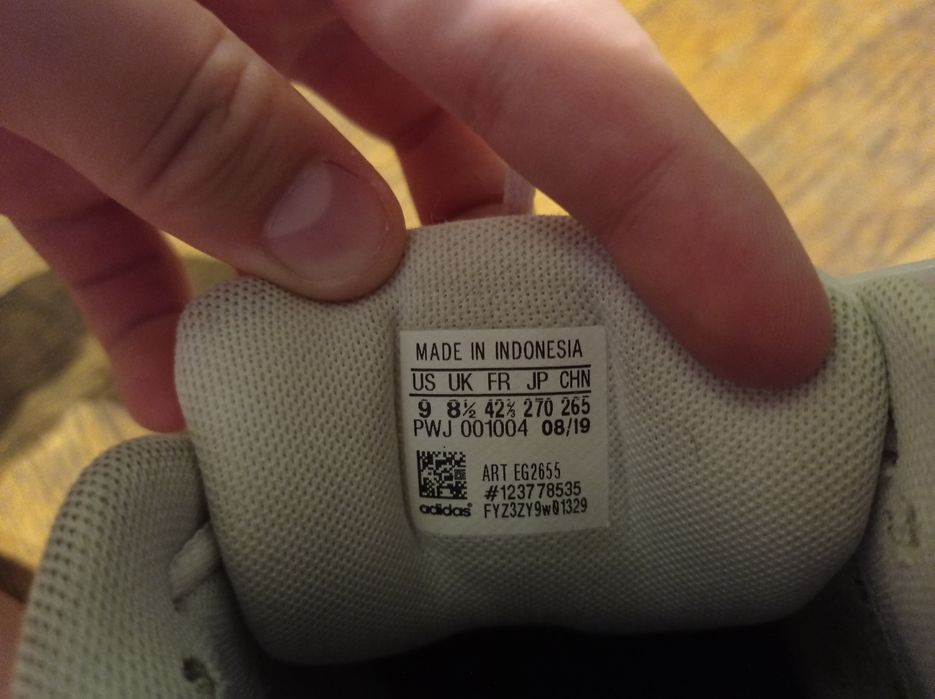 MADE IN INDONESIA
US UK FR JP CHN
9 8½ 42⅔ 270 265
PWJ 001004 08/19
ART EG2655
#123778535
adidas® FYZ3ZY9W01329